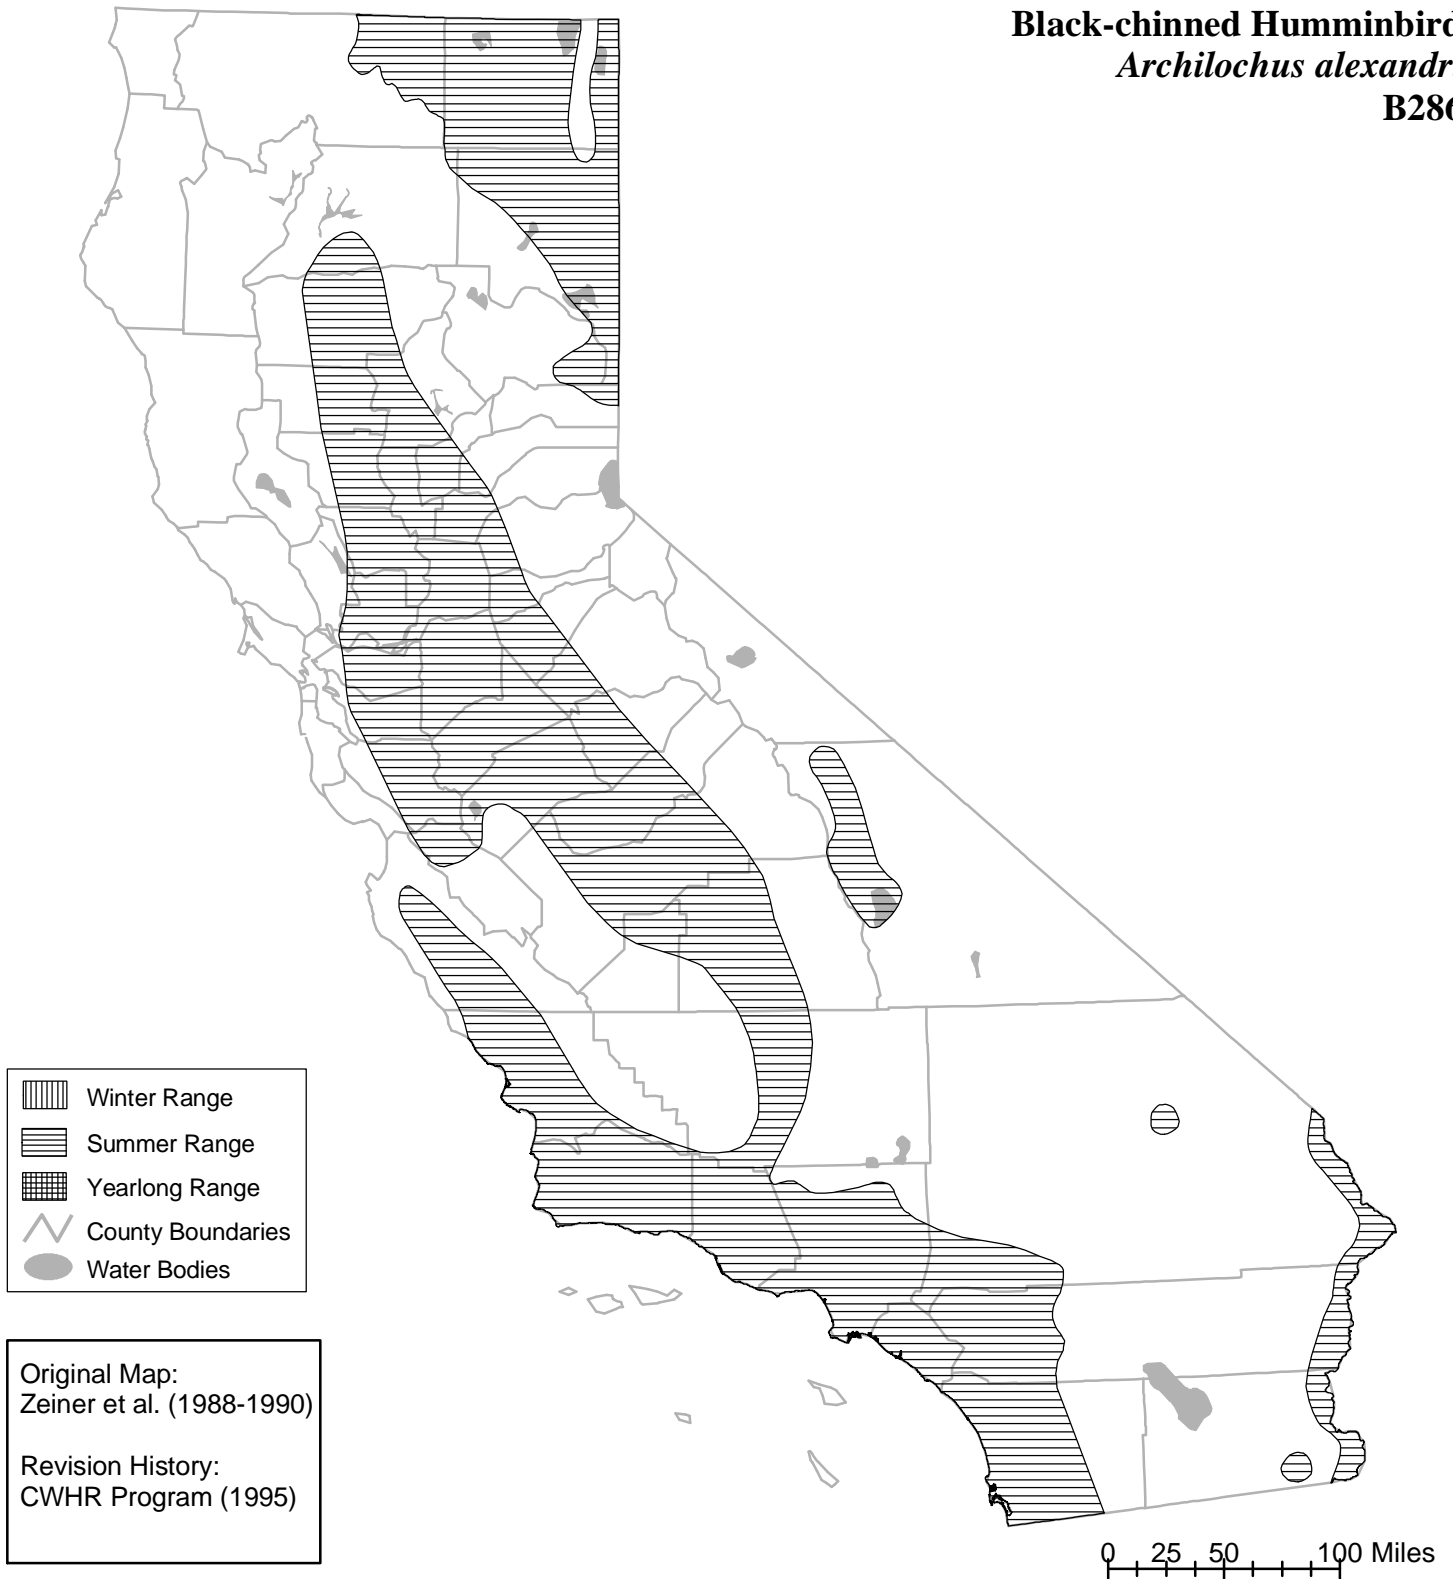 Black-chinned Humminbird
Archilochus alexandr
B286
Winter Range
Summer Range
Yearlong Range
County Boundaries
Water Bodies
Original Map:
Zeiner et al. (1988-1990)
Revision History:
CWHR Program (1995)
0 25 50 100 Miles